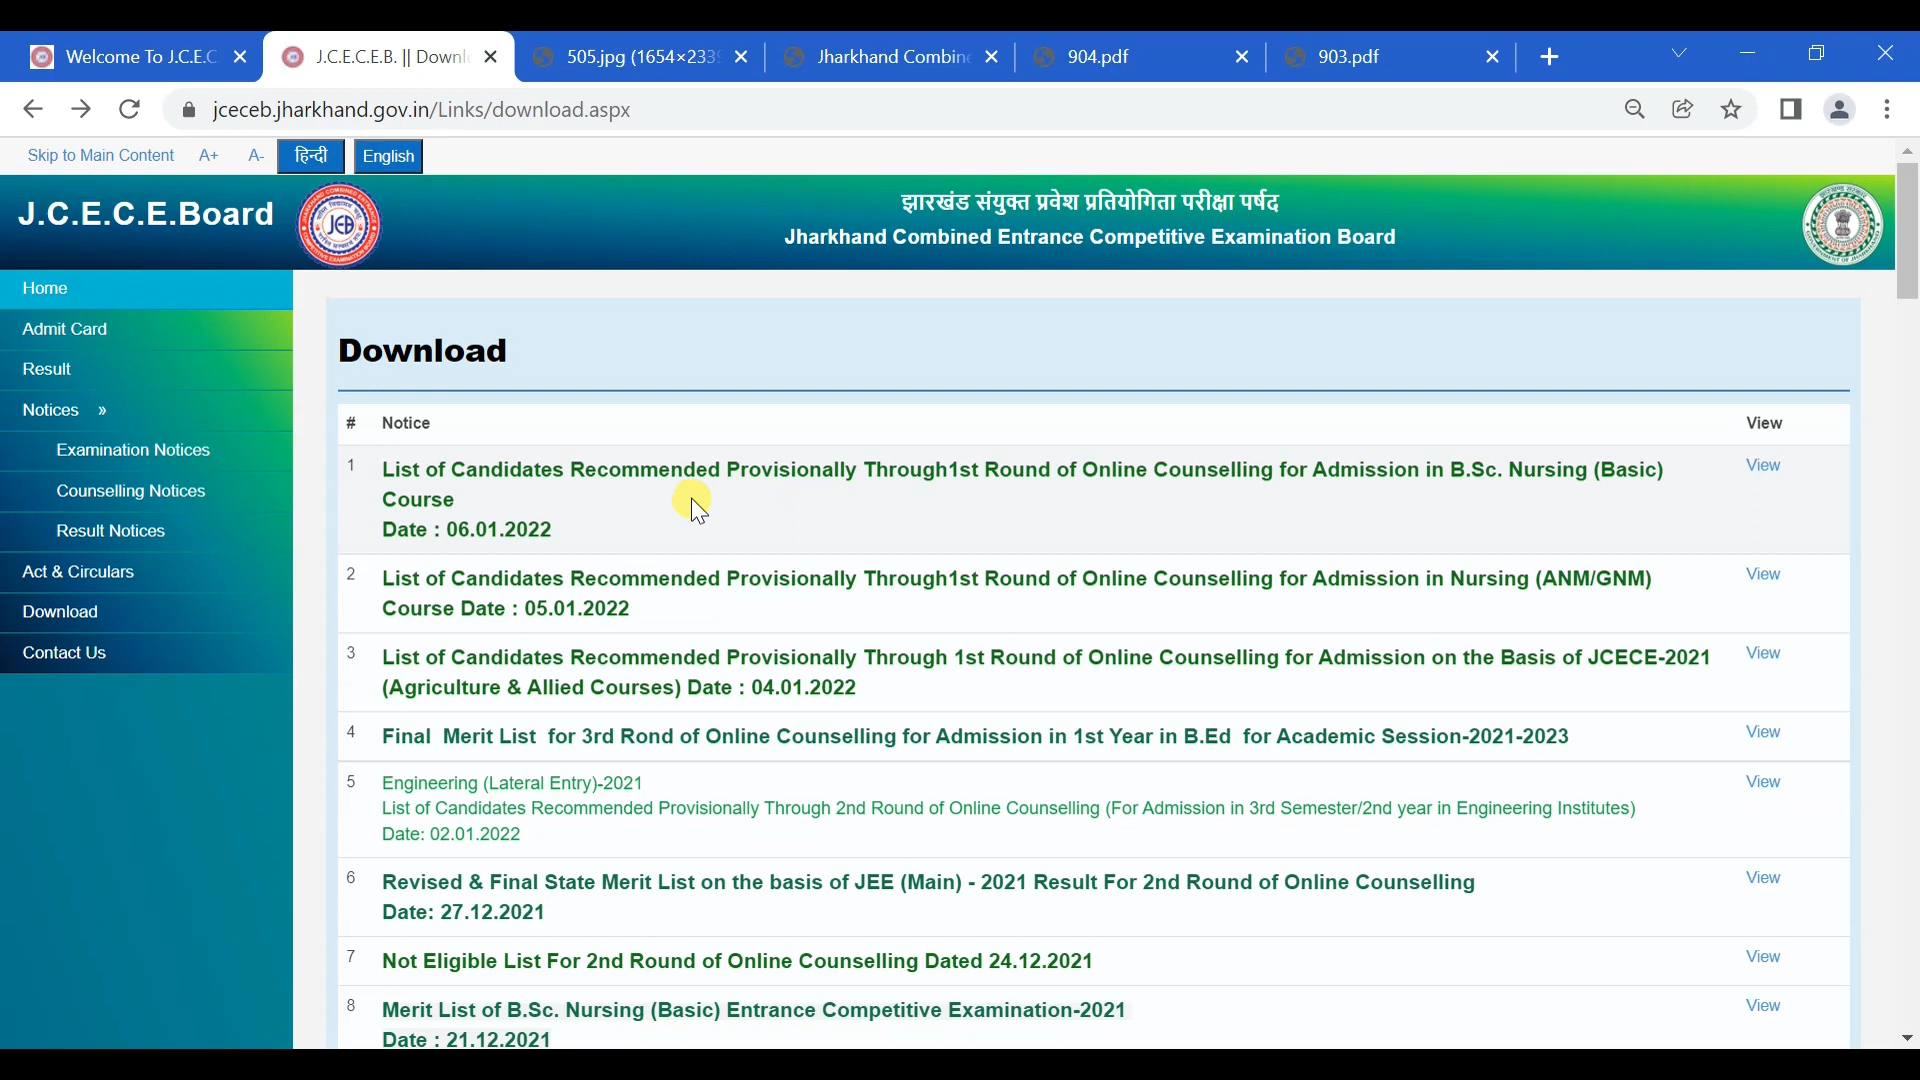 Welcome To J.C.E.C
J.C.E.C.E.B. || Downl
505.jpg (1654×233
Jharkhand Combin
904.pdf
903.pdf
jceceb.jharkhand.gov.in/Links/download.aspx
Skip to Main Content A+ A- हिन्दी English
J.C.E.C.E.Board
JEB
झारखंड संयुक्त प्रवेश प्रतियोगिता परीक्षा पर्षद
Jharkhand Combined Entrance Competitive Examination Board
Home
Admit Card
Result
Notices »
Examination Notices
Counselling Notices
Result Notices
Act & Circulars
Download
Contact Us
Download
# Notice View
1 List of Candidates Recommended Provisionally Through1st Round of Online Counselling for Admission in B.Sc. Nursing (Basic) View
Course
Date : 06.01.2022
2 List of Candidates Recommended Provisionally Through1st Round of Online Counselling for Admission in Nursing (ANM/GNM) View
Course Date : 05.01.2022
3 List of Candidates Recommended Provisionally Through 1st Round of Online Counselling for Admission on the Basis of JCECE-2021 View
(Agriculture & Allied Courses) Date : 04.01.2022
4 Final Merit List for 3rd Rond of Online Counselling for Admission in 1st Year in B.Ed for Academic Session-2021-2023 View
5 Engineering (Lateral Entry)-2021 View
List of Candidates Recommended Provisionally Through 2nd Round of Online Counselling (For Admission in 3rd Semester/2nd year in Engineering Institutes)
Date: 02.01.2022
6 Revised & Final State Merit List on the basis of JEE (Main) - 2021 Result For 2nd Round of Online Counselling View
Date: 27.12.2021
7 Not Eligible List For 2nd Round of Online Counselling Dated 24.12.2021 View
8 Merit List of B.Sc. Nursing (Basic) Entrance Competitive Examination-2021 View
Date : 21.12.2021